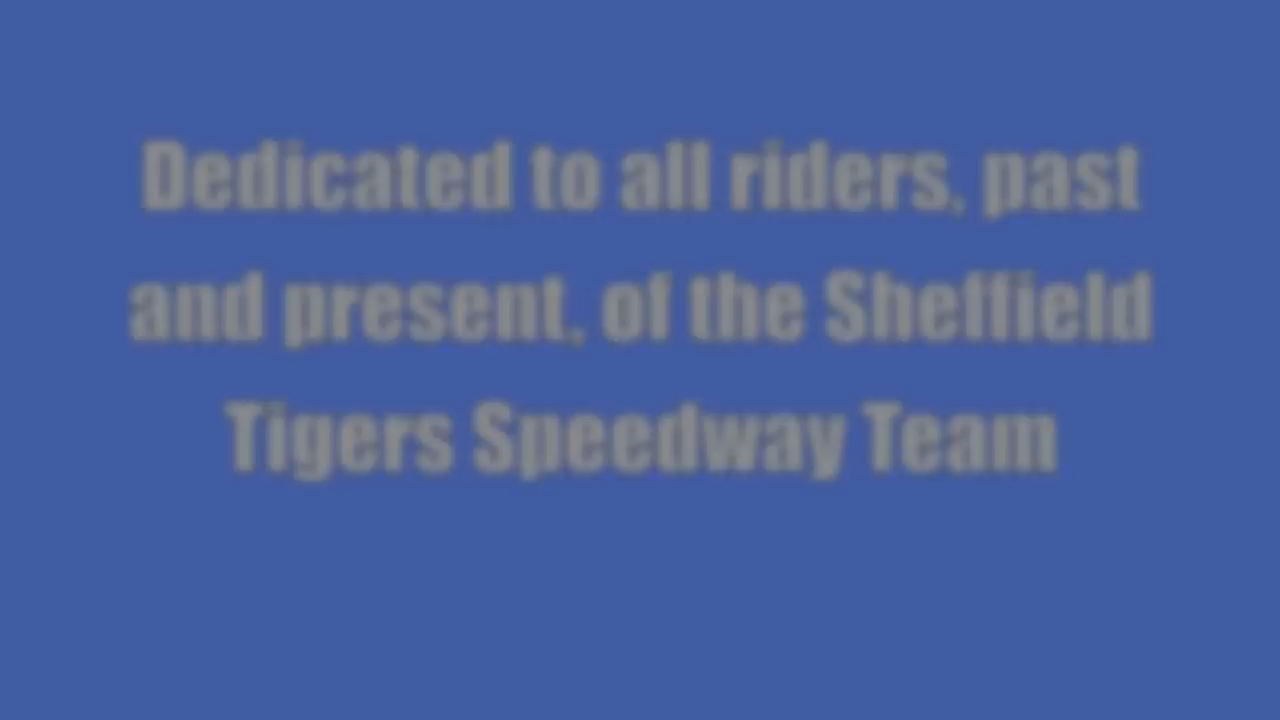 Dedicated to all riders, past
and present, of the Sheffield
Tigers Speedway Team